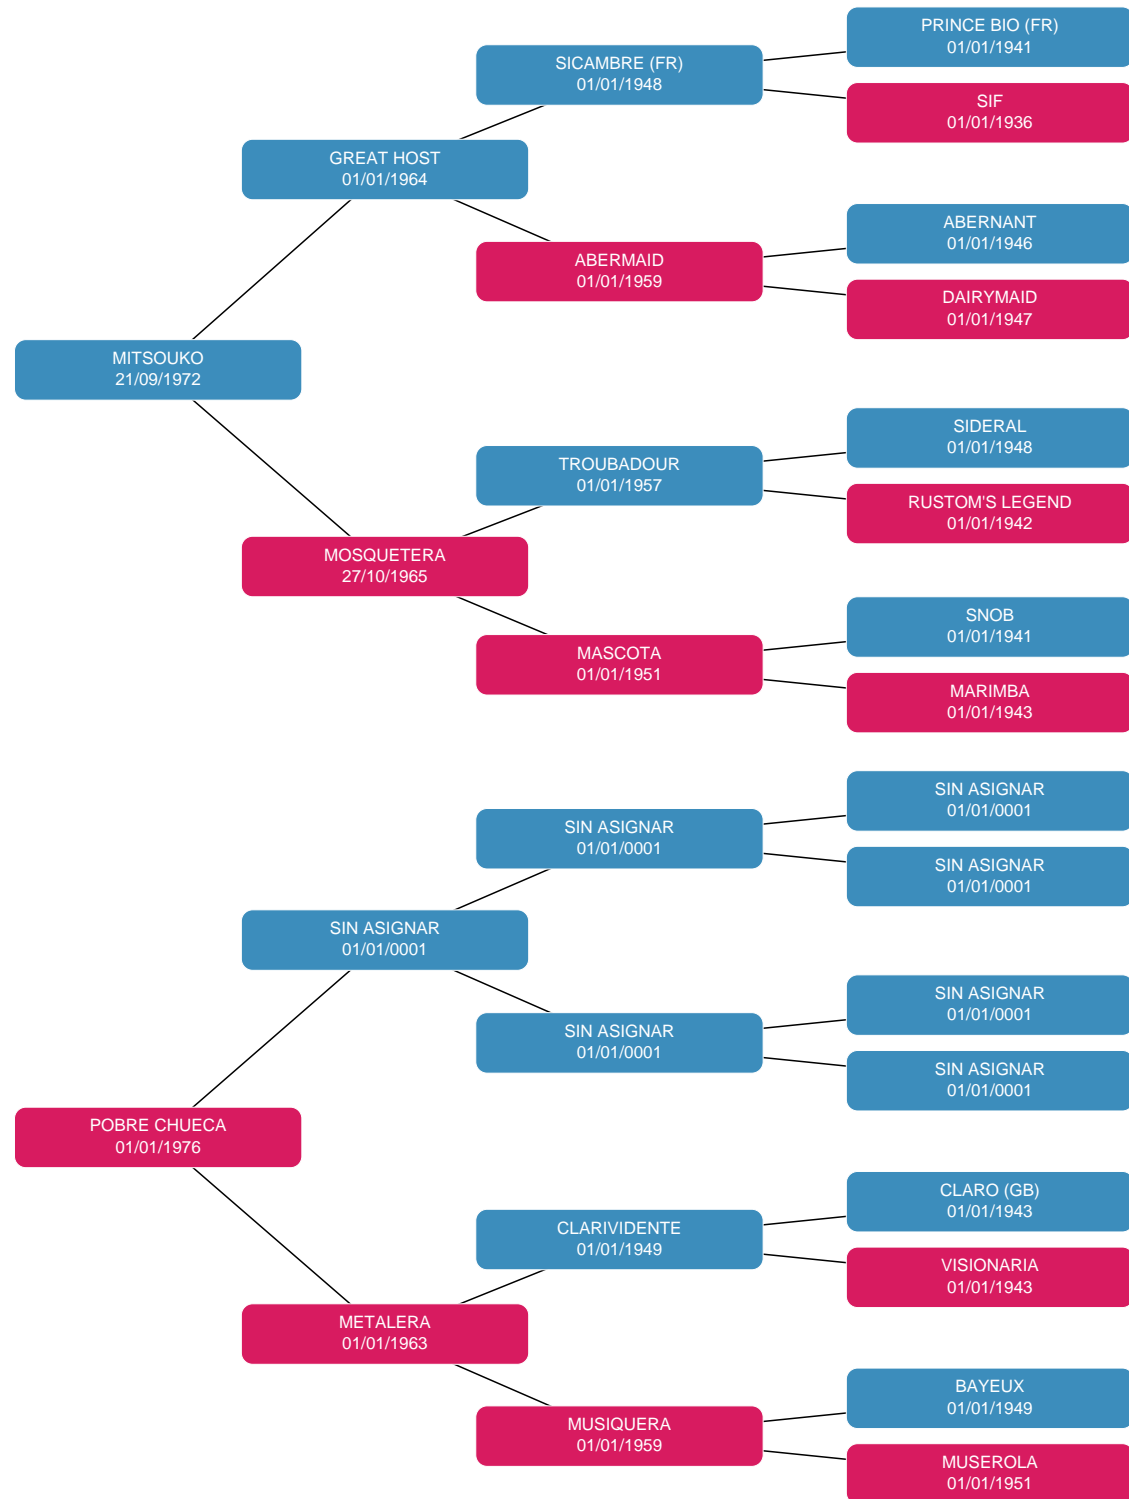 PRINCE BIO (FR)
01/01/1941
SICAMBRE (FR)
01/01/1948
SIF
01/01/1936
GREAT HOST
01/01/1964
ABERNANT
01/01/1946
ABERMAID
01/01/1959
DAIRYMAID
01/01/1947
MITSOUKO
21/09/1972
SIDERAL
01/01/1948
TROUBADOUR
01/01/1957
RUSTOM'S LEGEND
01/01/1942
MOSQUETERA
27/10/1965
SNOB
01/01/1941
MASCOTA
01/01/1951
MARIMBA
01/01/1943
SIN ASIGNAR
01/01/0001
SIN ASIGNAR
01/01/0001
SIN ASIGNAR
01/01/0001
SIN ASIGNAR
01/01/0001
SIN ASIGNAR
01/01/0001
SIN ASIGNAR
01/01/0001
SIN ASIGNAR
01/01/0001
POBRE CHUECA
01/01/1976
CLARO (GB)
01/01/1943
CLARIVIDENTE
01/01/1949
VISIONARIA
01/01/1943
METALERA
01/01/1963
BAYEUX
01/01/1949
MUSIQUERA
01/01/1959
MUSEROLA
01/01/1951